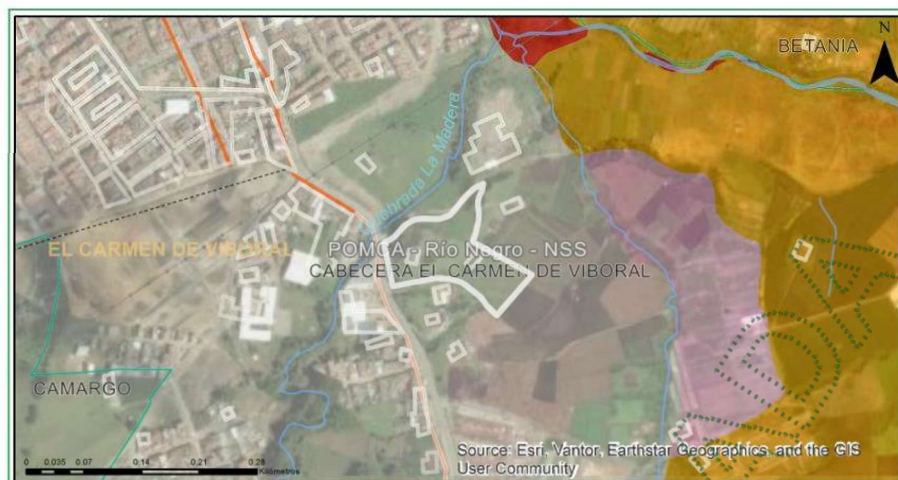 N
BETANIA
Quebrada La Madera
EL CARMEN DE VIBORAL
POMCA - Río Negro - NSS
CABECERA EL CARMEN DE VIBORAL
CAMARGO
0 0,035 0,07 0,14 0,21 0,28
Kilómetros
Source: Esri, Vantor, Earthstar Geographics, and the GIS
User Community